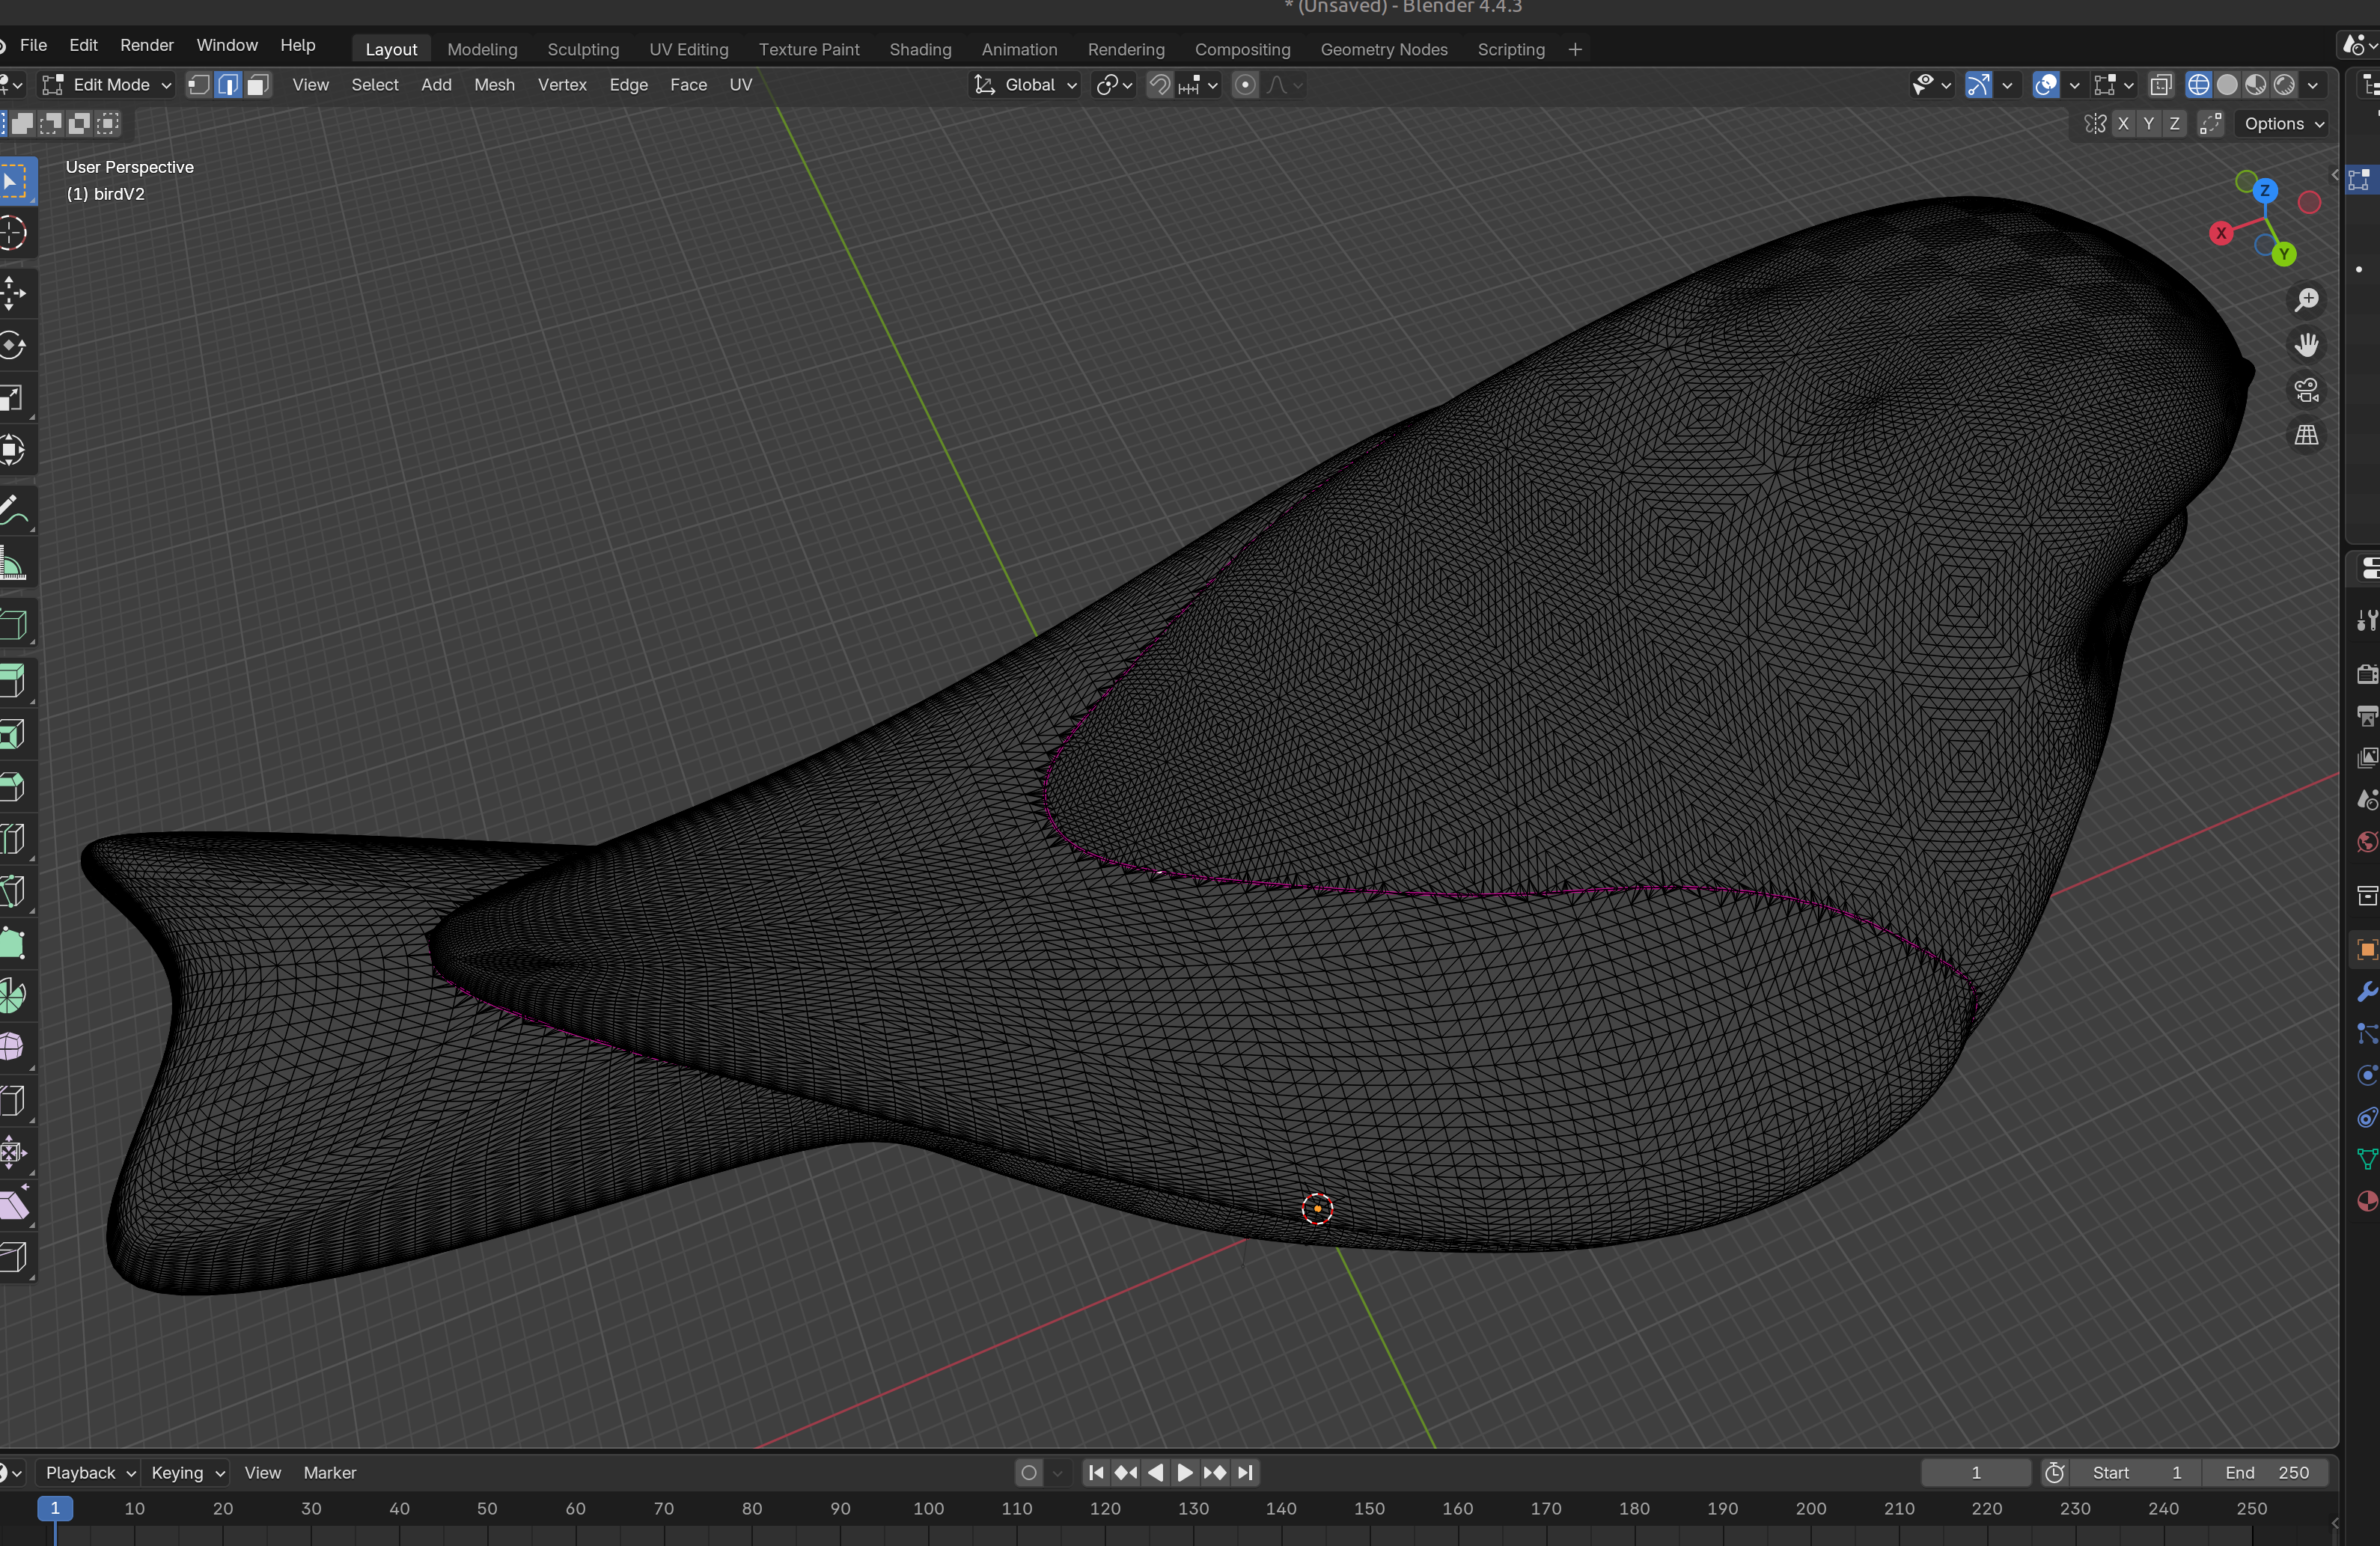 * (Unsaved) - Blender 4.4.3
File Edit Render Window Help Layout Modeling Sculpting UV Editing Texture Paint Shading Animation Rendering Compositing Geometry Nodes Scripting +
Edit Mode View Select Add Mesh Vertex Edge Face UV Global
X Y Z Options
User Perspective
(1) birdV2
Z
X
Y
Playback Keying View Marker 1 Start 1 End 250
1 10 20 30 40 50 60 70 80 90 100 110 120 130 140 150 160 170 180 190 200 210 220 230 240 250